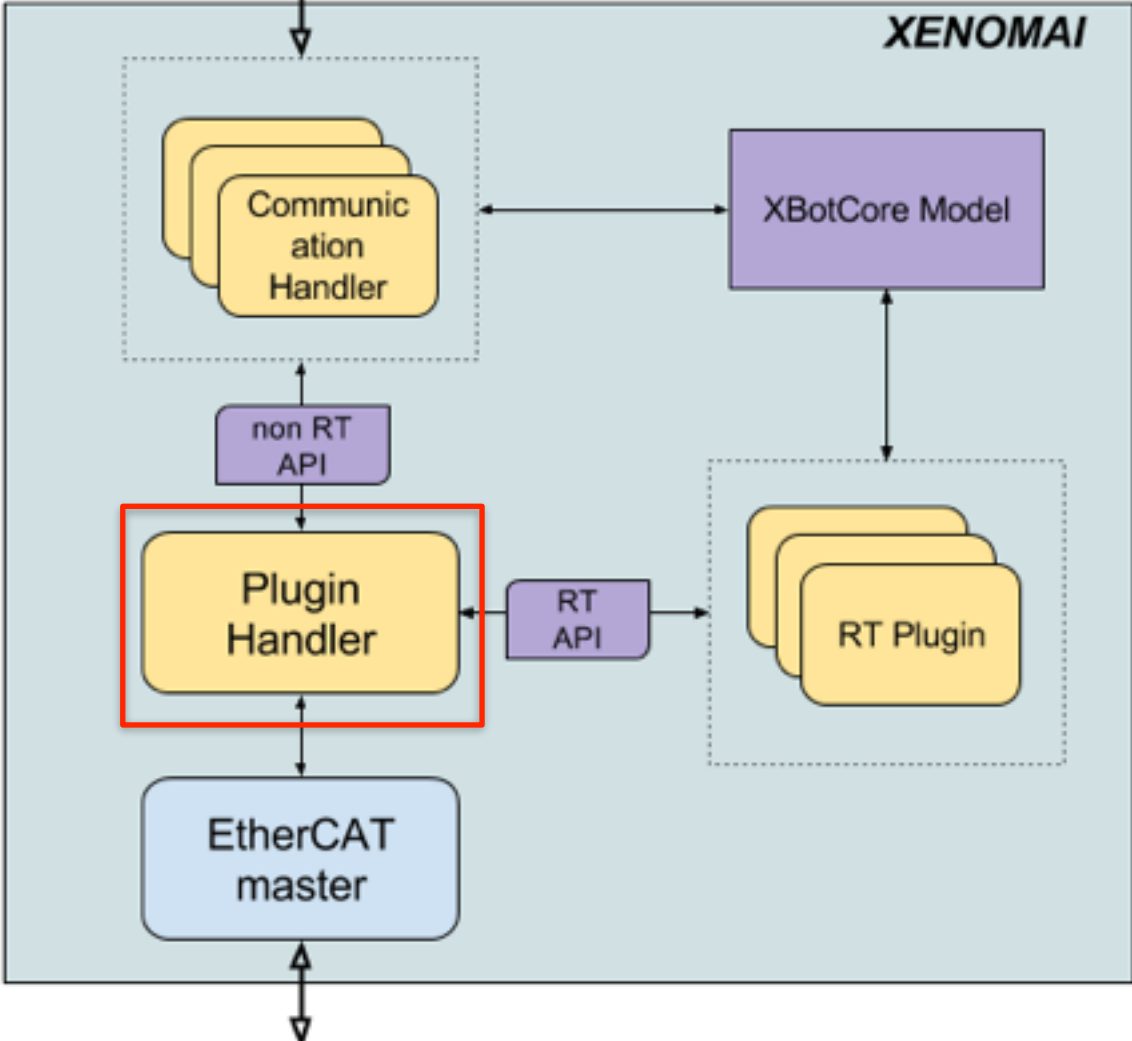 XENOMAI
Communic
ation
Handler
XBotCore Model
non RT
API
Plugin
Handler
RT
API
RT Plugin
EtherCAT
master